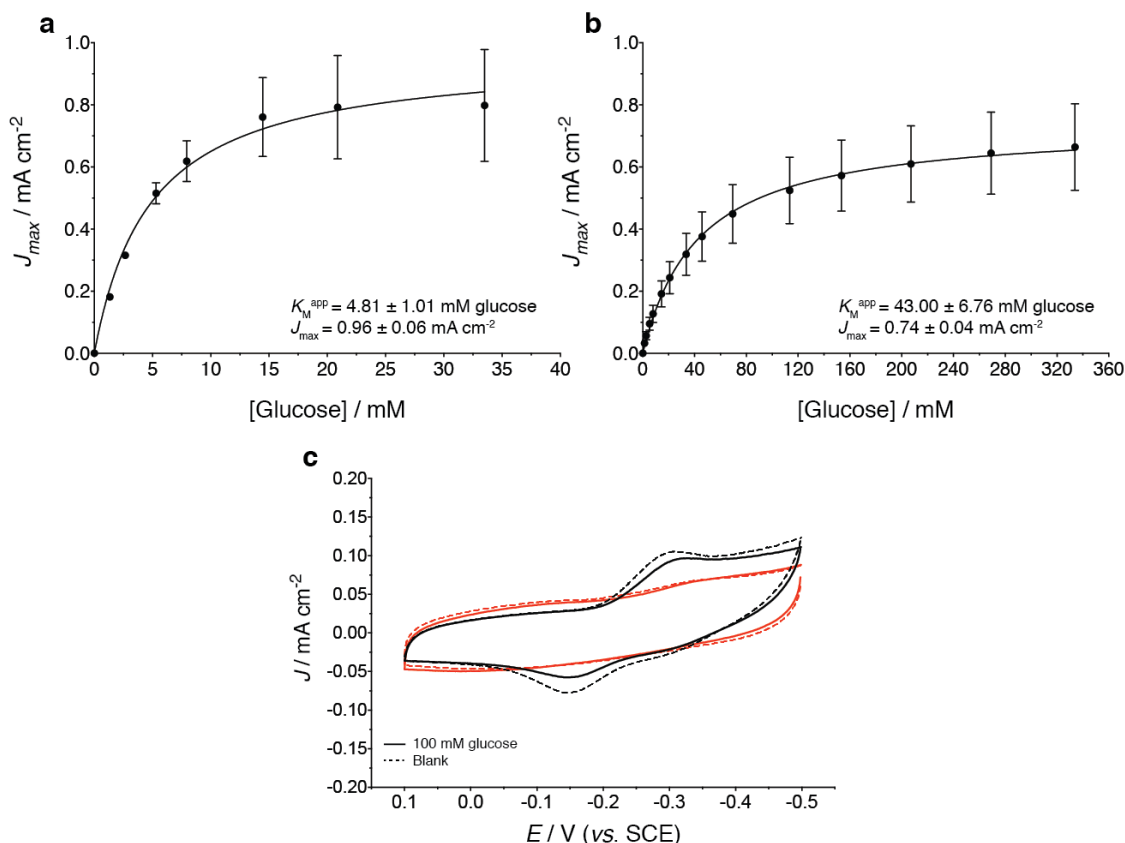 a
1.0
0.8
0.6
0.4
0.2
0.0
J_max / mA cm⁻²
K_M^app = 4.81 ± 1.01 mM glucose
J_max = 0.96 ± 0.06 mA cm⁻²
0 5 10 15 20 25 30 35 40
[Glucose] / mM
b
1.0
0.8
0.6
0.4
0.2
0.0
J_max / mA cm⁻²
K_M^app = 43.00 ± 6.76 mM glucose
J_max = 0.74 ± 0.04 mA cm⁻²
0 40 80 120 160 200 240 280 320 360
[Glucose] / mM
c
0.20
0.15
0.10
0.05
0.00
-0.05
-0.10
-0.15
-0.20
J / mA cm⁻²
100 mM glucose
Blank
0.1 0.0 -0.1 -0.2 -0.3 -0.4 -0.5
E / V (vs. SCE)